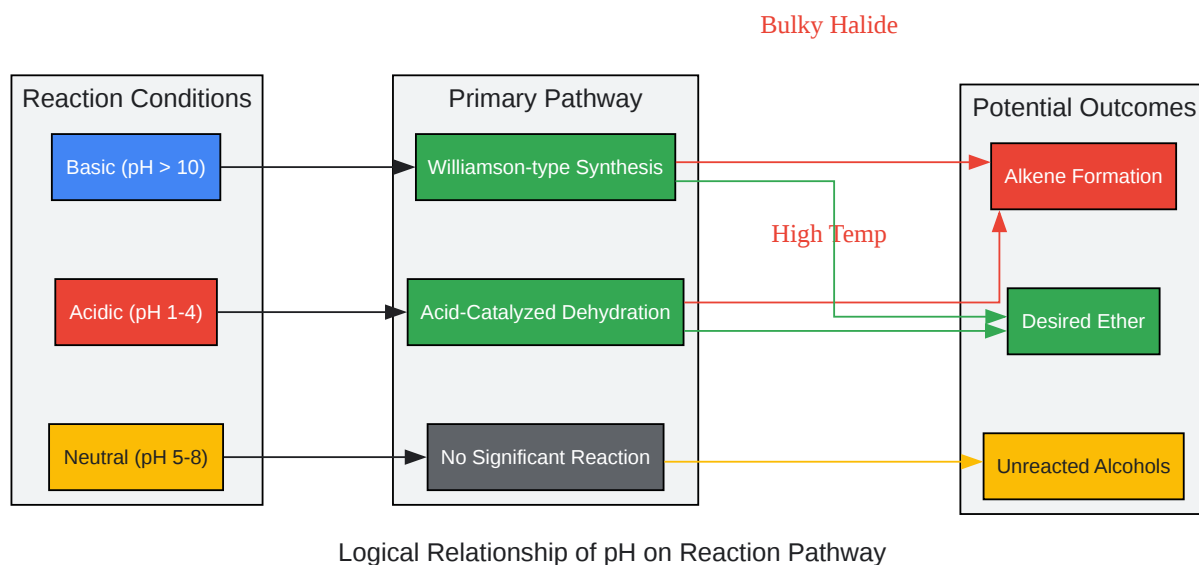 Bulky Halide
Reaction Conditions
Primary Pathway
Potential Outcomes
Basic (pH > 10)
Williamson-type Synthesis
Alkene Formation
High Temp
Acidic (pH 1-4)
Acid-Catalyzed Dehydration
Desired Ether
Neutral (pH 5-8)
No Significant Reaction
Unreacted Alcohols
Logical Relationship of pH on Reaction Pathway